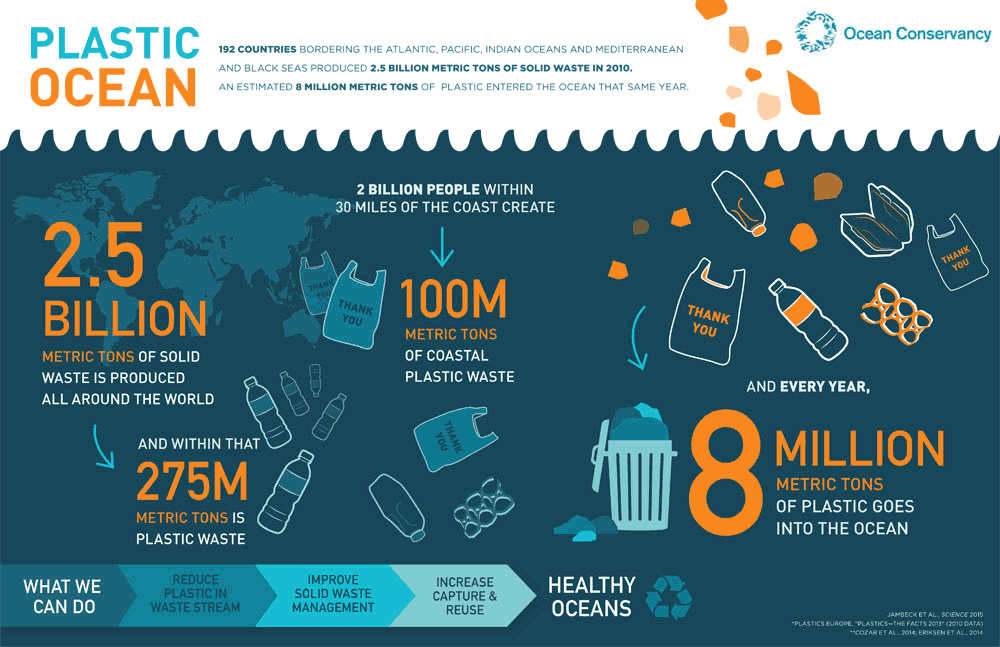 PLASTIC
OCEAN
192 COUNTRIES BORDERING THE ATLANTIC, PACIFIC, INDIAN OCEANS AND MEDITERRANEAN
AND BLACK SEAS PRODUCED 2.5 BILLION METRIC TONS OF SOLID WASTE IN 2010.
AN ESTIMATED 8 MILLION METRIC TONS OF PLASTIC ENTERED THE OCEAN THAT SAME YEAR.
Ocean Conservancy
2.5
BILLION
METRIC TONS OF SOLID
WASTE IS PRODUCED
ALL AROUND THE WORLD
AND WITHIN THAT
275M
METRIC TONS IS
PLASTIC WASTE
2 BILLION PEOPLE WITHIN
30 MILES OF THE COAST CREATE
100M
METRIC TONS
OF COASTAL
PLASTIC WASTE
THANK
YOU
THANK
YOU
THANK
YOU
THANK
YOU
THANK
YOU
AND EVERY YEAR,
8
MILLION
METRIC TONS
OF PLASTIC GOES
INTO THE OCEAN
WHAT WE
CAN DO
REDUCE
PLASTIC IN
WASTE STREAM
IMPROVE
SOLID WASTE
MANAGEMENT
INCREASE
CAPTURE &
REUSE
HEALTHY
OCEANS
JAMBECK ET AL., SCIENCE 2015
*PLASTICS EUROPE, "PLASTICS—THE FACTS 2013" (2010 DATA)
**COZAR ET AL., 2014; ERIKSEN ET AL., 2014